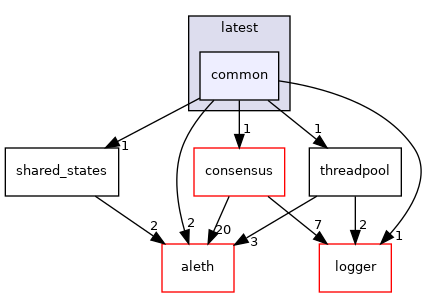 latest
common
1
1
1
shared_states
consensus
threadpool
2
2
20
3
7
2
1
aleth
logger